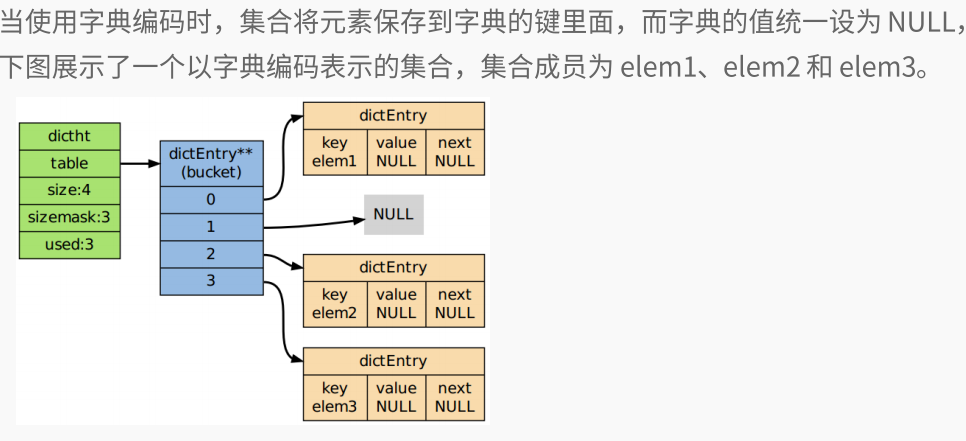 当使用字典编码时，集合将元素保存到字典的键里面，而字典的值统一设为 NULL，
下图展示了一个以字典编码表示的集合，集合成员为 elem1、elem2 和 elem3。
dictht
table
size:4
sizemask:3
used:3
dictEntry**
(bucket)
0
1
2
3
dictEntry
key value next
elem1 NULL NULL
NULL
dictEntry
key value next
elem2 NULL NULL
dictEntry
key value next
elem3 NULL NULL